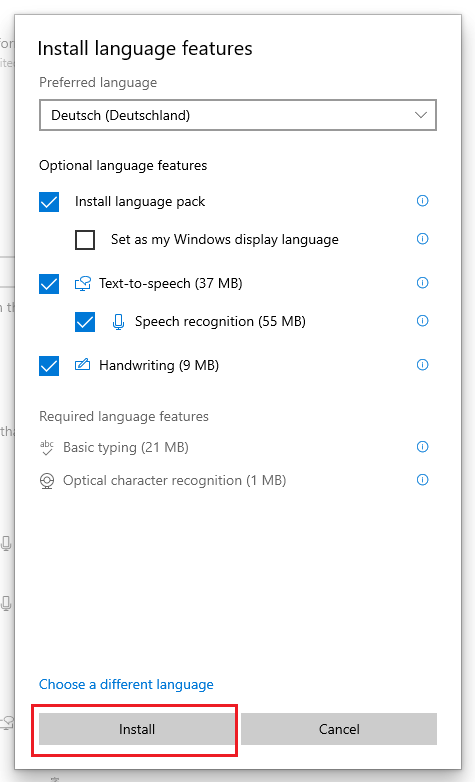 Install language features
Preferred language
Deutsch (Deutschland)
Optional language features
Install language pack
Set as my Windows display language
Text-to-speech (37 MB)
Speech recognition (55 MB)
Handwriting (9 MB)
Required language features
abc
Basic typing (21 MB)
Optical character recognition (1 MB)
Choose a different language
Install
Cancel